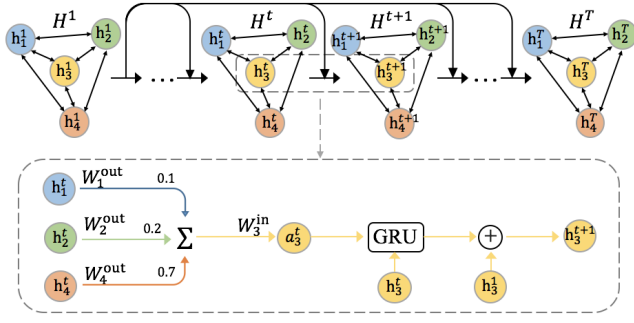 H^1 H^t H^{t+1} H^T
h_1^1 h_2^1 h_1^t h_2^t h_1^{t+1} h_2^{t+1} h_1^T h_2^T
h_3^1 ... h_3^t h_3^{t+1} ... h_3^T
h_4^1 h_4^t h_4^{t+1} h_4^T
h_1^t W_1^{out} 0.1
h_2^t W_2^{out} 0.2 Σ W_3^{in} a_3^t GRU + h_3^{t+1}
h_4^t W_4^{out} 0.7 h_3^t h_3^1